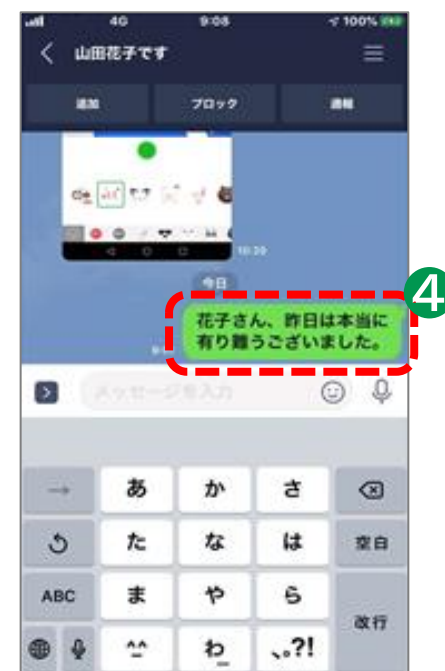 4G 9:08 100%
山田花子です
追加 ブロック 通報
10:39
今日
花子さん、昨日は本当に
有り難うございました。
4
メッセージを入力
→ あ か さ
た な は 空白
ABC ま や ら
改行
^^ わ 、。?!